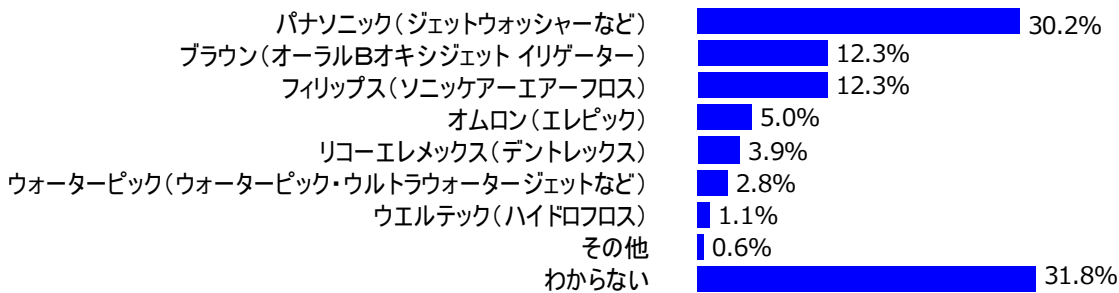 パナソニック（ジェットウォッシャーなど） 30.2%
ブラウン（オーラルBオキシジェット イリゲーター） 12.3%
フィリップス（ソニッケアーエアーフロス） 12.3%
オムロン（エレピック） 5.0%
リコーエレメックス（デントレックス） 3.9%
ウォーターピック（ウォーターピック・ウルトラウォータージェットなど） 2.8%
ウエルテック（ハイドロフロス） 1.1%
その他 0.6%
わからない 31.8%